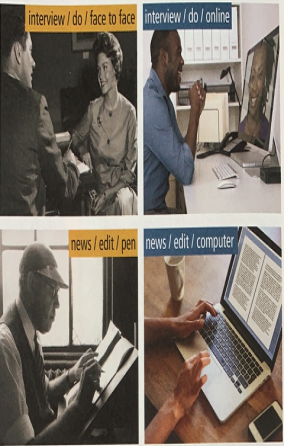 interview / do / face to face
interview / do / online
news / edit / pen
news / edit / computer